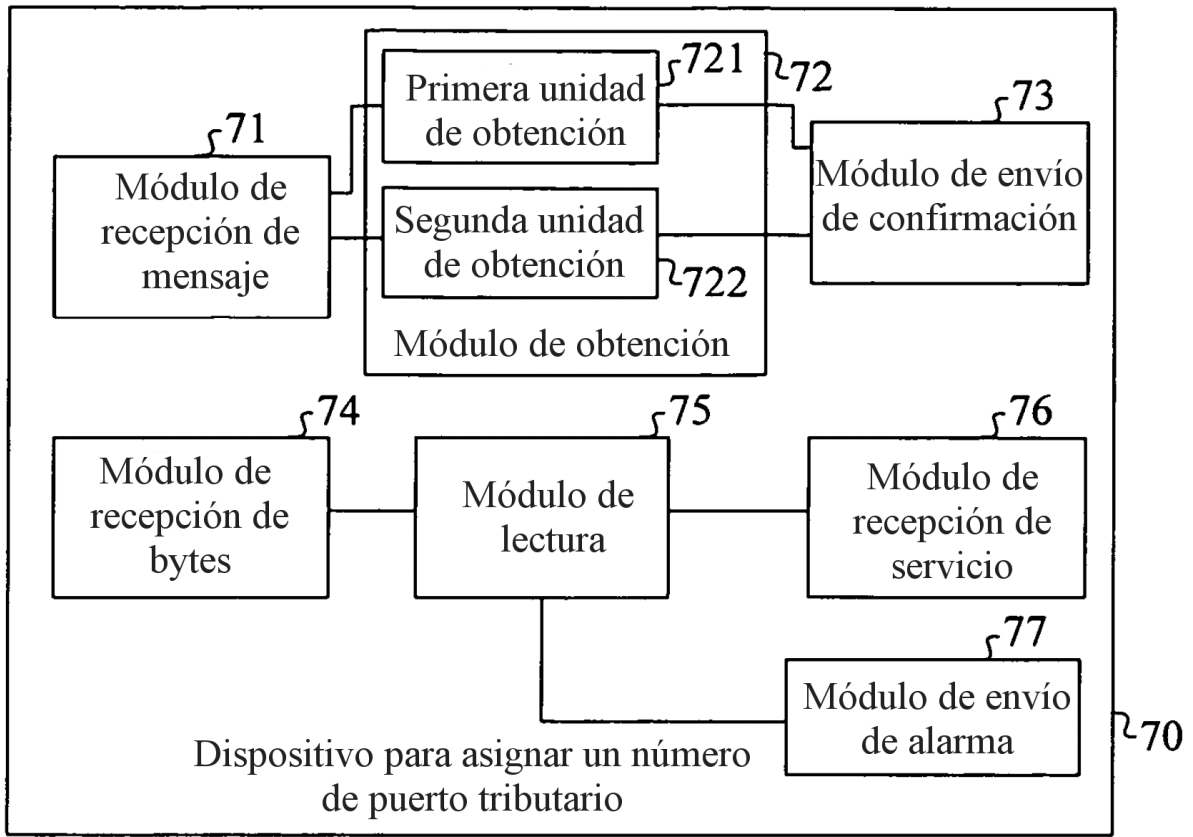 721
72
Primera unidad
de obtención
71
73
Módulo de
recepción de
mensaje
Segunda unidad
de obtención
722
Módulo de envío
de confirmación
Módulo de obtención
74
75
76
Módulo de
recepción de
bytes
Módulo de
lectura
Módulo de
recepción de
servicio
77
Módulo de envío
de alarma
70
Dispositivo para asignar un número
de puerto tributario